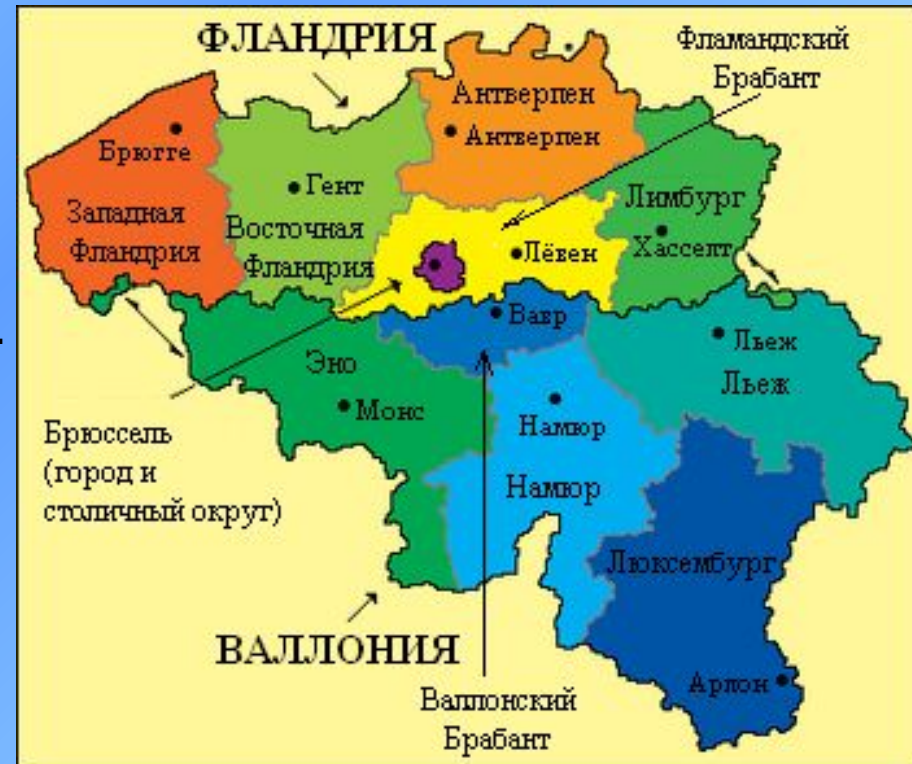 ФЛАНДРИЯ
Фламандский
Брабант
Антверпен
Антверпен
Брюгге
Гент
Лимбург
Западная
Фландрия
Восточная
Фландрия
Лёвен
Хасселт
Вавр
Льеж
Льеж
Эно
Монс
Намюр
Намюр
Брюссель
(город и
столичный округ)
Люксембург
ВАЛЛОНИЯ
Арлон
Валлонский
Брабант